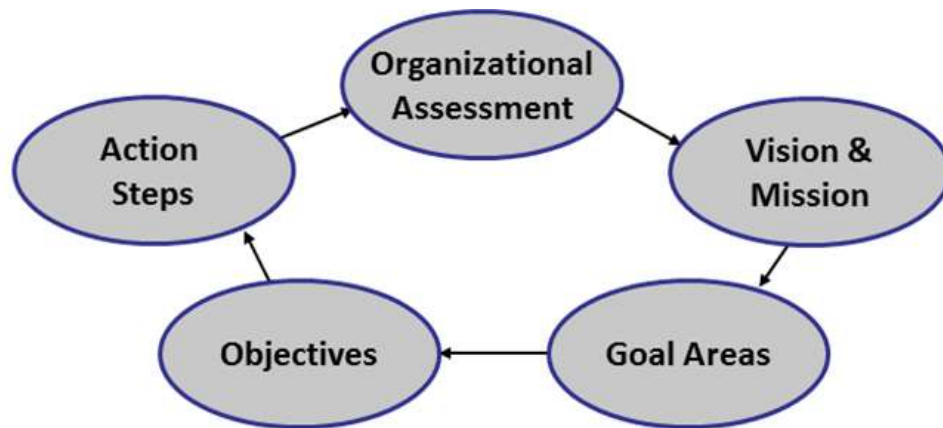 Organizational
Assessment
Vision &
Mission
Goal Areas
Objectives
Action
Steps